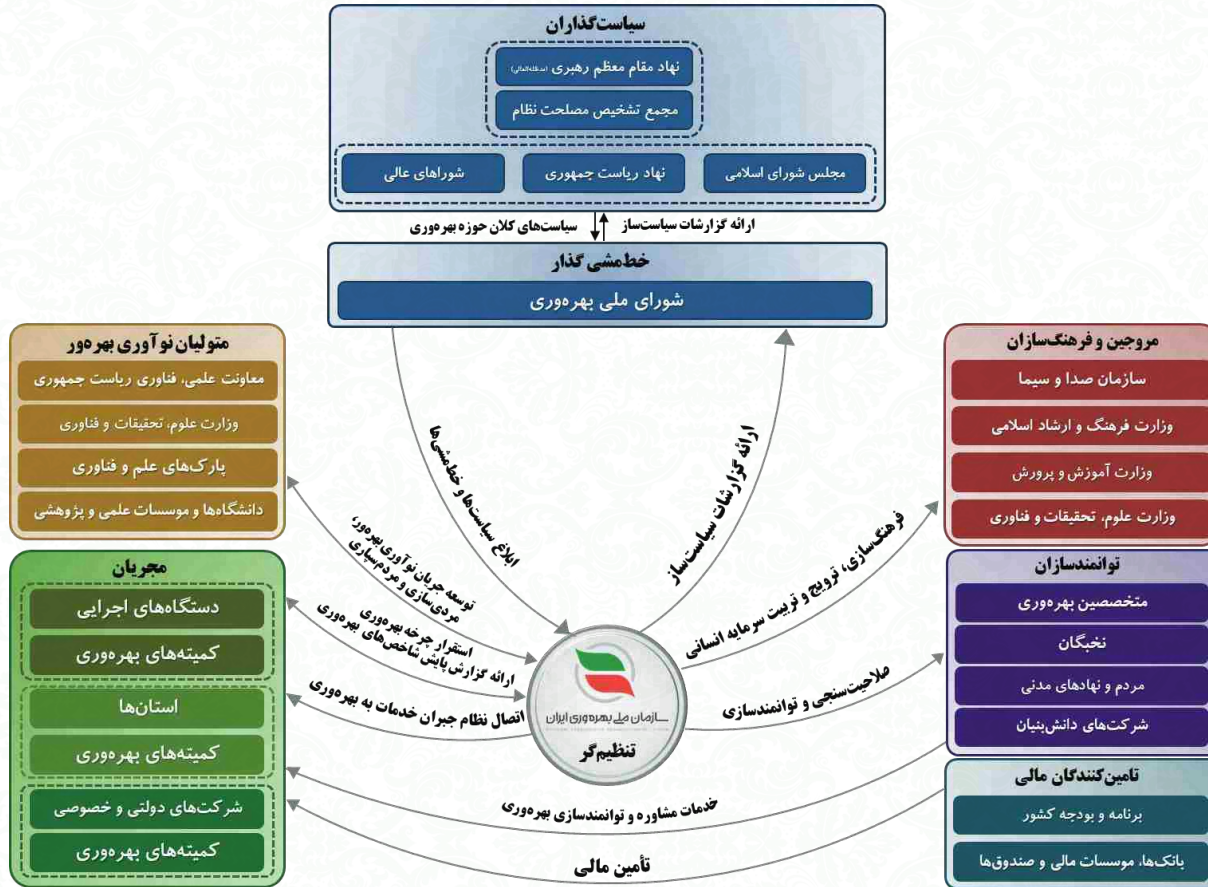 سیاست‌گذاران
نهاد مقام معظم رهبری (مدظله‌العالی)
مجمع تشخیص مصلحت نظام
مجلس شورای اسلامی
نهاد ریاست جمهوری
شوراهای عالی
ارائه گزارشات سیاست‌ساز
سیاست‌های کلان حوزه بهره‌وری
خط‌مشی گذار
شورای ملی بهره‌وری
مروجین و فرهنگ‌سازان
سازمان صدا و سیما
وزارت فرهنگ و ارشاد اسلامی
وزارت آموزش و پرورش
وزارت علوم، تحقیقات و فناوری
توانمندسازان
متخصصین بهره‌وری
نخبگان
مردم و نهادهای مدنی
شرکت‌های دانش‌بنیان
تامین‌کنندگان مالی
برنامه و بودجه کشور
بانک‌ها، موسسات مالی و صندوق‌ها
ارائه گزارشات سیاست‌ساز
فرهنگ‌سازی، ترویج و تربیت سرمایه انسانی
صلاحیت‌سنجی و توانمندسازی
ابلاغ سیاست‌ها و خط‌مشی‌ها
سازمان ملی بهره‌وری ایران
تنظیم‌گر
توسعه جریان نوآوری بهره‌ور،
مردی‌سازی و مردم‌سپاری
استقرار چرخه بهره‌وری
ارائه گزارش پایش شاخص‌های بهره‌وری
اتصال نظام جبران خدمات به بهره‌وری
خدمات مشاوره و توانمندسازی بهره‌وری
تأمین مالی
متولیان نوآوری بهره‌ور
معاونت علمی، فناوری ریاست جمهوری
وزارت علوم، تحقیقات و فناوری
پارک‌های علم و فناوری
دانشگاه‌ها و موسسات علمی و پژوهشی
مجریان
دستگاه‌های اجرایی
کمیته‌های بهره‌وری
استان‌ها
کمیته‌های بهره‌وری
شرکت‌های دولتی و خصوصی
کمیته‌های بهره‌وری